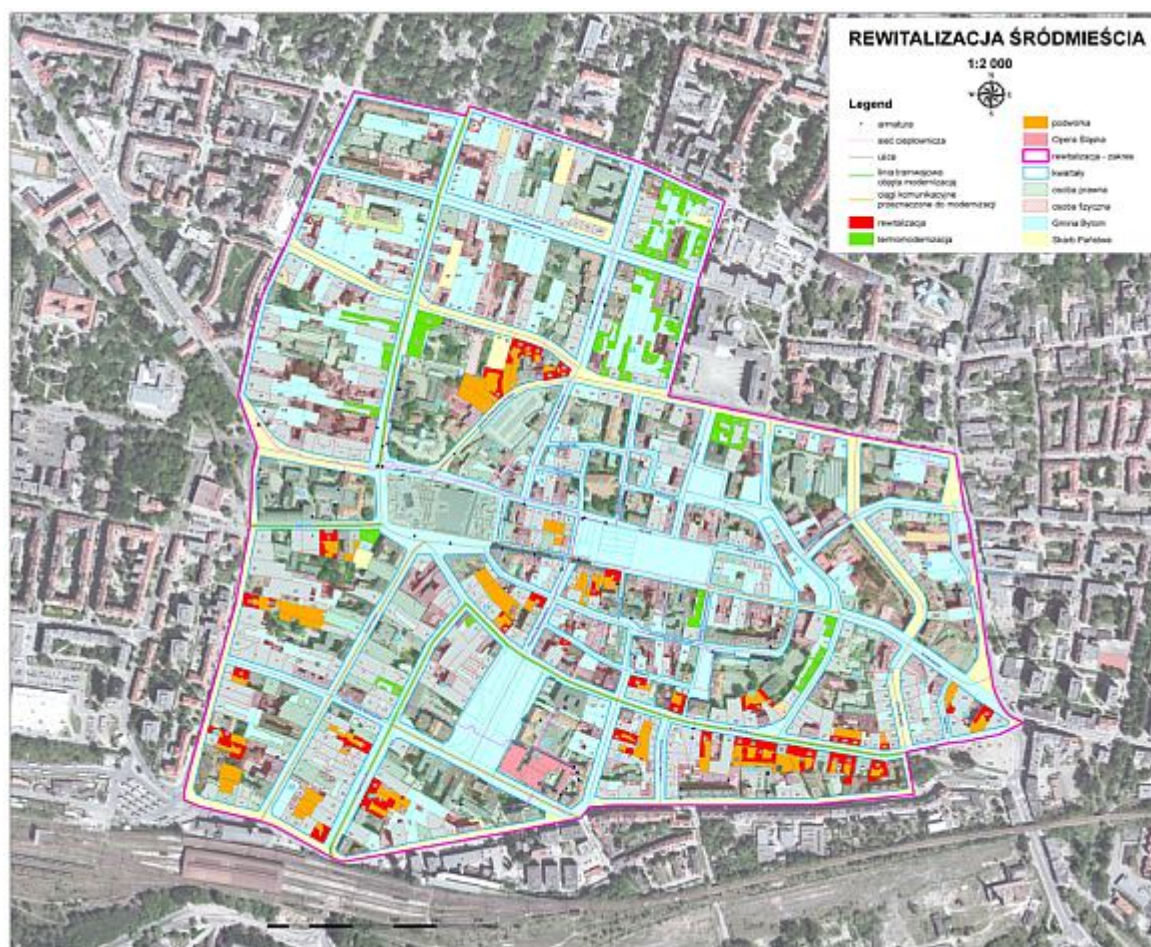 REWITALIZACJA ŚRÓDMIEŚCIA
1:2 000
N
W E
S
Legend
armatura
sieć ciepłownicza
ulice
linia tramwajowa
objęta modernizacją
ciągi komunikacyjne
przeznaczone do modernizacji
rewitalizacja
termomodernizacja
podwórka
Opera Śląska
rewitalizacja - zakres
kwartały
osoba prawna
osoba fizyczna
Gmina Bytom
Skarb Państwa